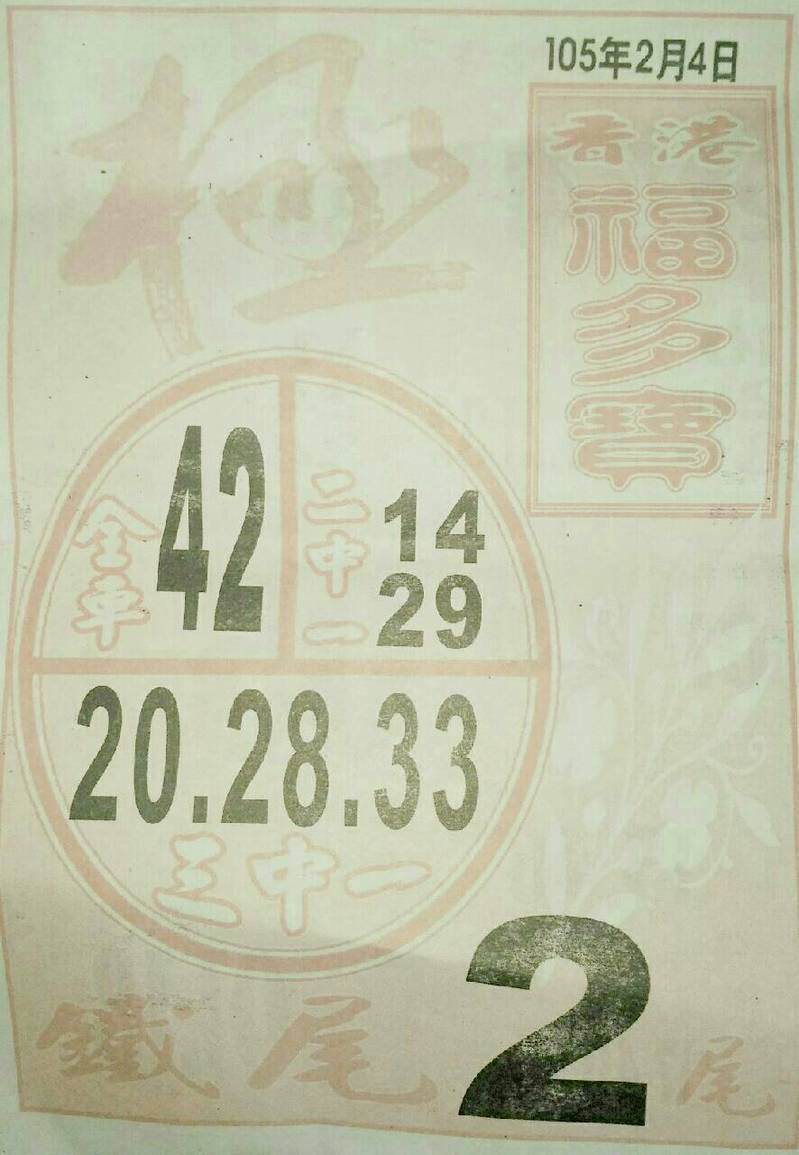 105年2月4日
極
香港
福多寶
全車
42
二中一
14
29
20.28.33
三中一
鐵尾 2 尾